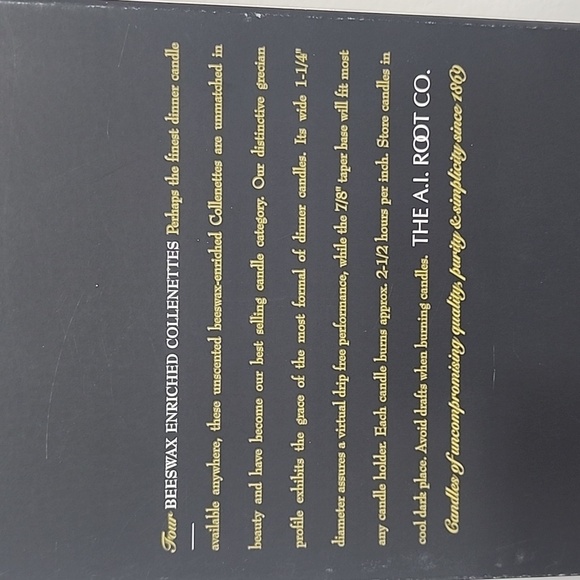 Four BEESWAX ENRICHED COLLENETTES Perhaps the finest dinner candle
available anywhere, these unscented beeswax-enriched Collenettes are unmatched in
beauty and have become our best selling candle category. Our distinctive grecian
profile exhibits the grace of the most formal of dinner candles. Its wide 1-1/4"
diameter assures a virtual drip free performance, while the 7/8" taper base will fit most
any candle holder. Each candle burns approx. 2-1/2 hours per inch. Store candles in
cool dark place. Avoid drafts when burning candles. THE A.I. ROOT CO.
Candles of uncompromising quality, purity & simplicity since 1869